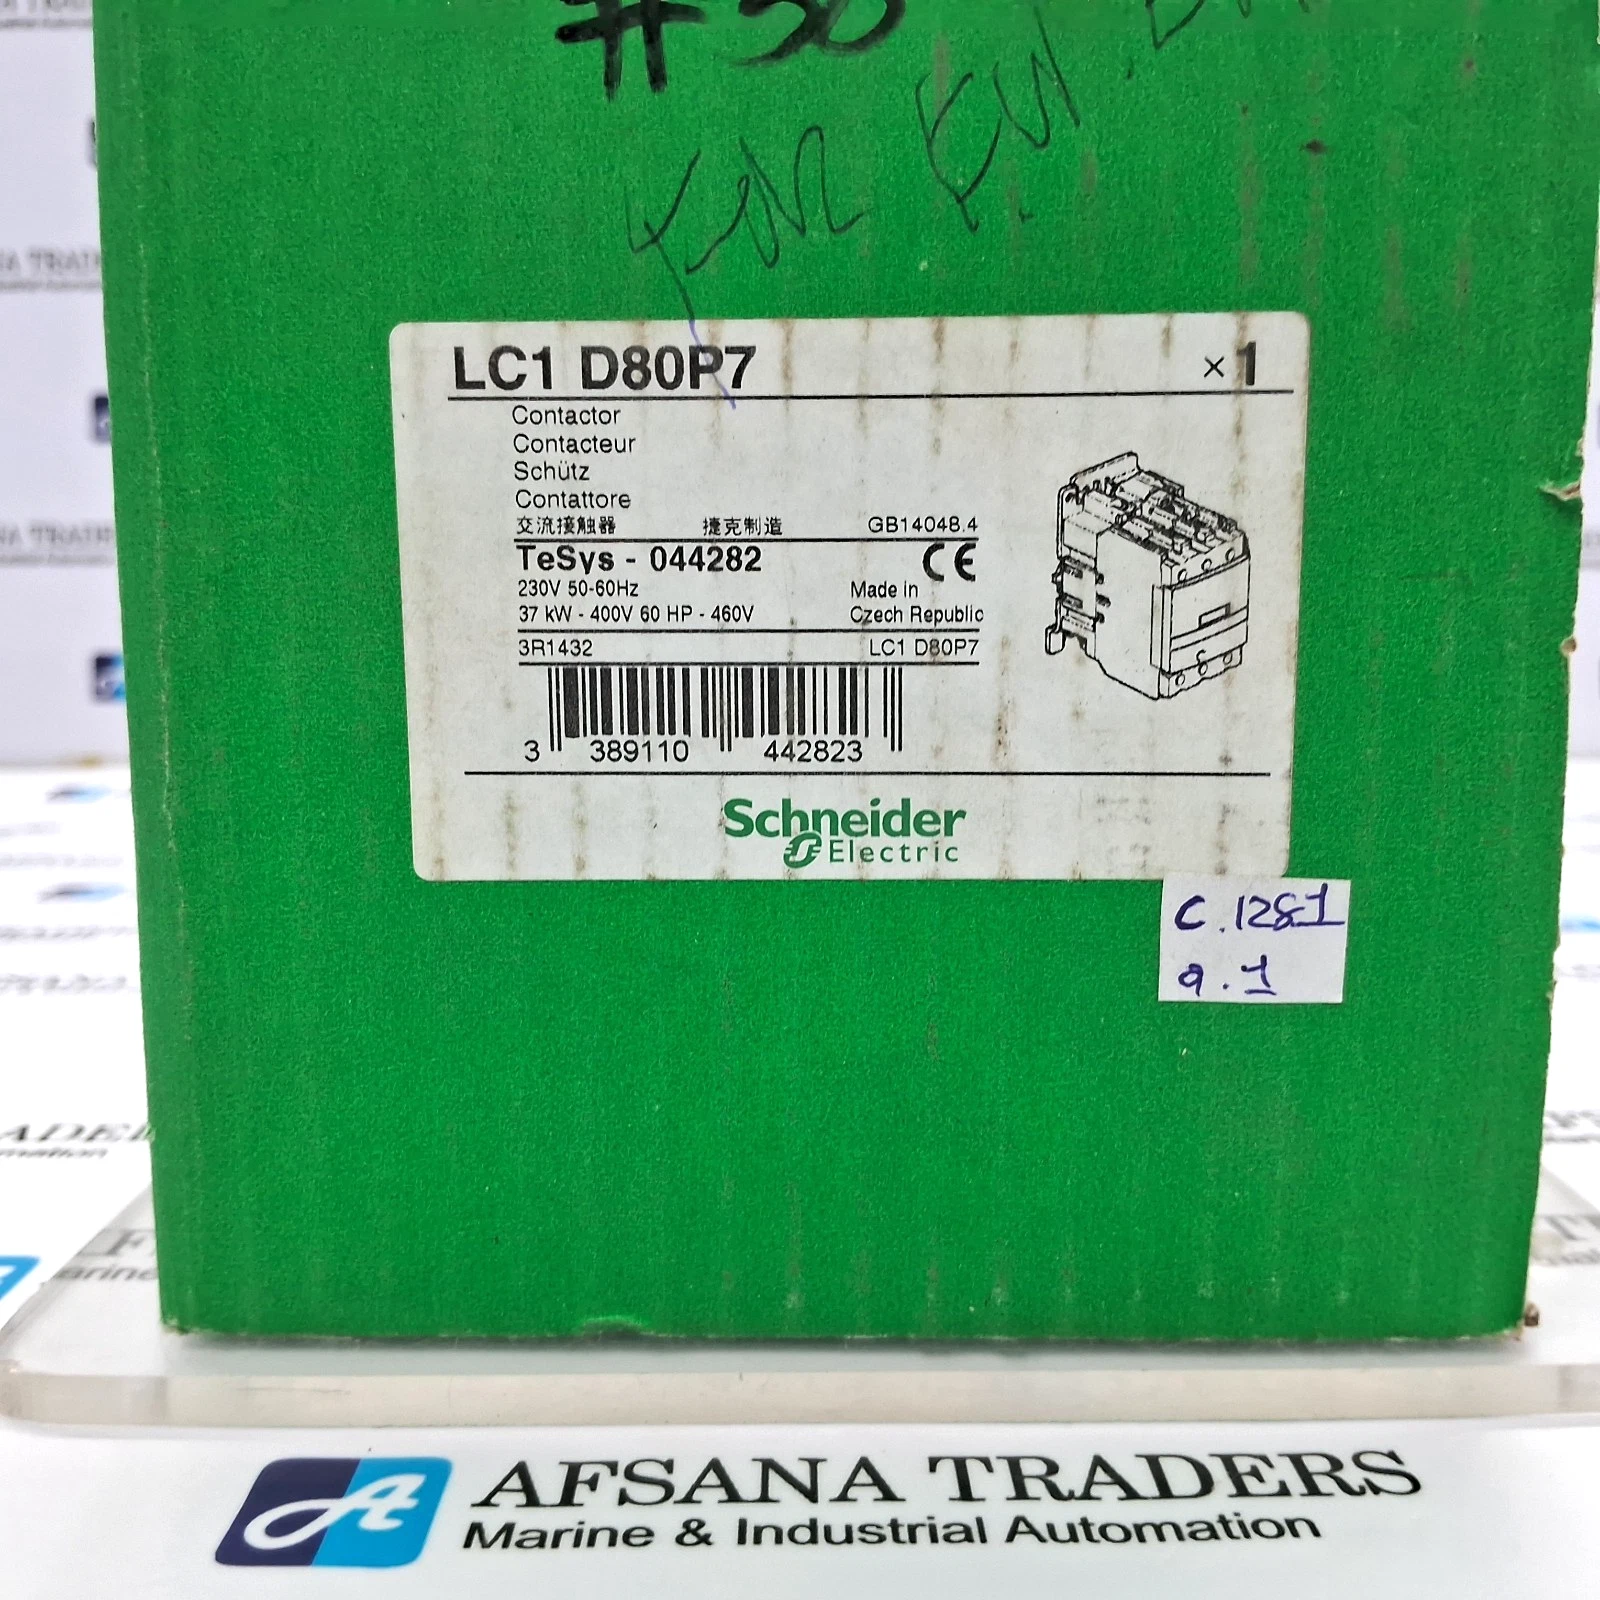 LC1 D80P7 × 1
Contactor
Contacteur
Schütz
Contattore
交流接触器 捷克制造 GB14048.4
TeSys - 044282 CE
230V 50-60Hz Made in
37 kW - 400V 60 HP - 460V Czech Republic
3R1432 LC1 D80P7
3 389110 442823
Schneider
Electric
C.1281
q.1
AFSANA TRADERS
Marine & Industrial Automation